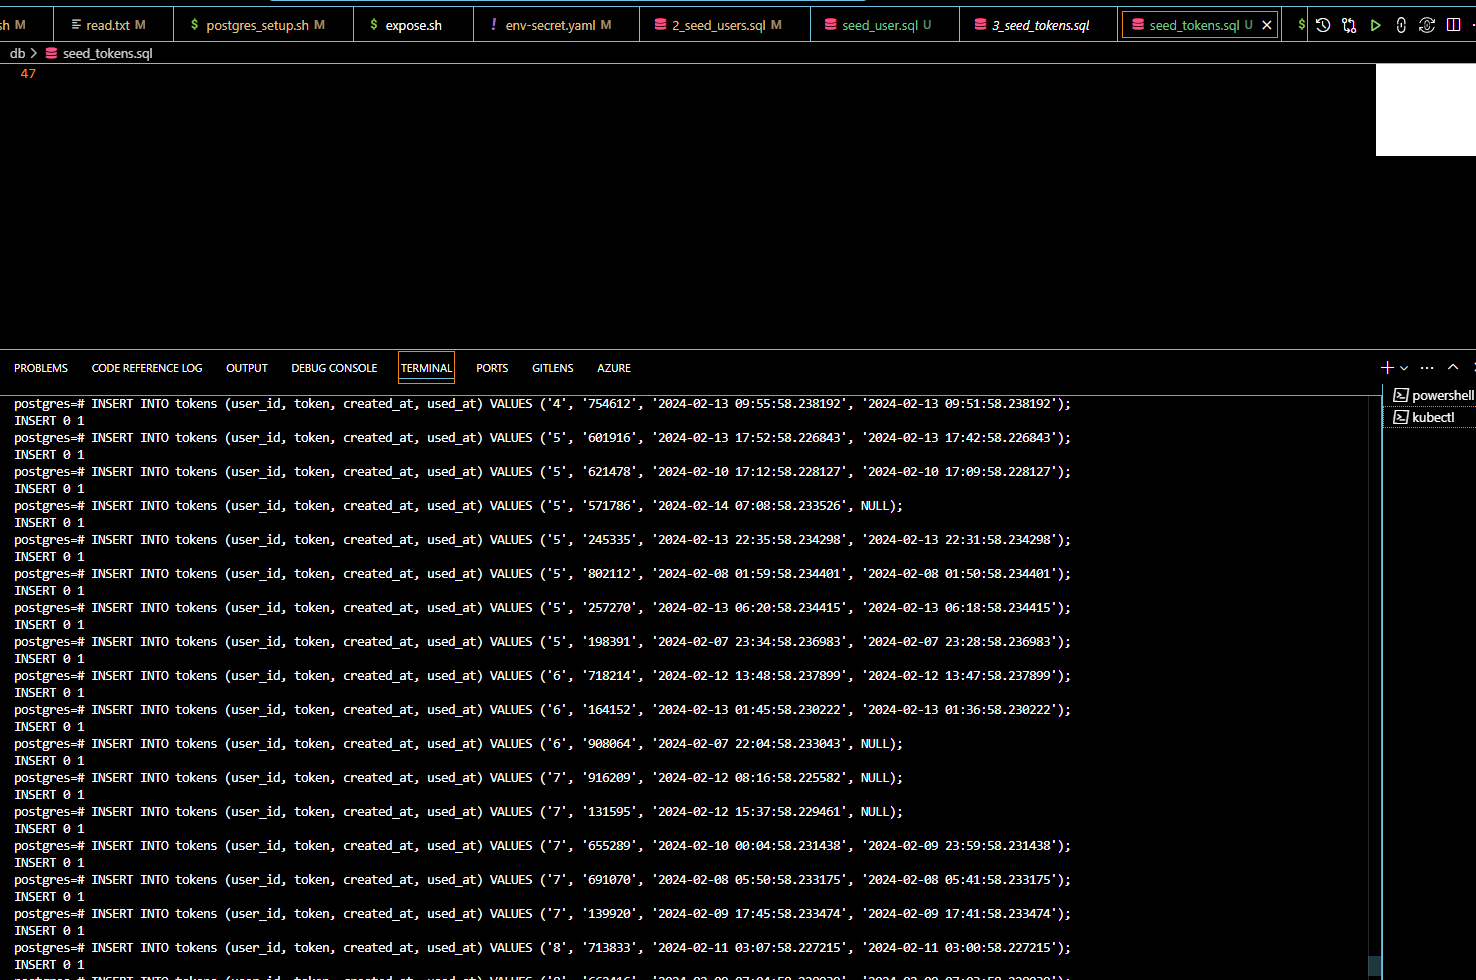 sh M read.txt M $ postgres_setup.sh M $ expose.sh ! env-secret.yaml M 2_seed_users.sql M seed_user.sql U 3_seed_tokens.sql seed_tokens.sql U $
db > seed_tokens.sql
47
PROBLEMS CODE REFERENCE LOG OUTPUT DEBUG CONSOLE TERMINAL PORTS GITLENS AZURE
powershell
kubectl
postgres=# INSERT INTO tokens (user_id, token, created_at, used_at) VALUES ('4', '754612', '2024-02-13 09:55:58.238192', '2024-02-13 09:51:58.238192');
INSERT 0 1
postgres=# INSERT INTO tokens (user_id, token, created_at, used_at) VALUES ('5', '601916', '2024-02-13 17:52:58.226843', '2024-02-13 17:42:58.226843');
INSERT 0 1
postgres=# INSERT INTO tokens (user_id, token, created_at, used_at) VALUES ('5', '621478', '2024-02-10 17:12:58.228127', '2024-02-10 17:09:58.228127');
INSERT 0 1
postgres=# INSERT INTO tokens (user_id, token, created_at, used_at) VALUES ('5', '571786', '2024-02-14 07:08:58.233526', NULL);
INSERT 0 1
postgres=# INSERT INTO tokens (user_id, token, created_at, used_at) VALUES ('5', '245335', '2024-02-13 22:35:58.234298', '2024-02-13 22:31:58.234298');
INSERT 0 1
postgres=# INSERT INTO tokens (user_id, token, created_at, used_at) VALUES ('5', '802112', '2024-02-08 01:59:58.234401', '2024-02-08 01:50:58.234401');
INSERT 0 1
postgres=# INSERT INTO tokens (user_id, token, created_at, used_at) VALUES ('5', '257270', '2024-02-13 06:20:58.234415', '2024-02-13 06:18:58.234415');
INSERT 0 1
postgres=# INSERT INTO tokens (user_id, token, created_at, used_at) VALUES ('5', '198391', '2024-02-07 23:34:58.236983', '2024-02-07 23:28:58.236983');
INSERT 0 1
postgres=# INSERT INTO tokens (user_id, token, created_at, used_at) VALUES ('6', '718214', '2024-02-12 13:48:58.237899', '2024-02-12 13:47:58.237899');
INSERT 0 1
postgres=# INSERT INTO tokens (user_id, token, created_at, used_at) VALUES ('6', '164152', '2024-02-13 01:45:58.230222', '2024-02-13 01:36:58.230222');
INSERT 0 1
postgres=# INSERT INTO tokens (user_id, token, created_at, used_at) VALUES ('6', '908064', '2024-02-07 22:04:58.233043', NULL);
INSERT 0 1
postgres=# INSERT INTO tokens (user_id, token, created_at, used_at) VALUES ('7', '916209', '2024-02-12 08:16:58.225582', NULL);
INSERT 0 1
postgres=# INSERT INTO tokens (user_id, token, created_at, used_at) VALUES ('7', '131595', '2024-02-12 15:37:58.229461', NULL);
INSERT 0 1
postgres=# INSERT INTO tokens (user_id, token, created_at, used_at) VALUES ('7', '655289', '2024-02-10 00:04:58.231438', '2024-02-09 23:59:58.231438');
INSERT 0 1
postgres=# INSERT INTO tokens (user_id, token, created_at, used_at) VALUES ('7', '691070', '2024-02-08 05:50:58.233175', '2024-02-08 05:41:58.233175');
INSERT 0 1
postgres=# INSERT INTO tokens (user_id, token, created_at, used_at) VALUES ('7', '139920', '2024-02-09 17:45:58.233474', '2024-02-09 17:41:58.233474');
INSERT 0 1
postgres=# INSERT INTO tokens (user_id, token, created_at, used_at) VALUES ('8', '713833', '2024-02-11 03:07:58.227215', '2024-02-11 03:00:58.227215');
INSERT 0 1